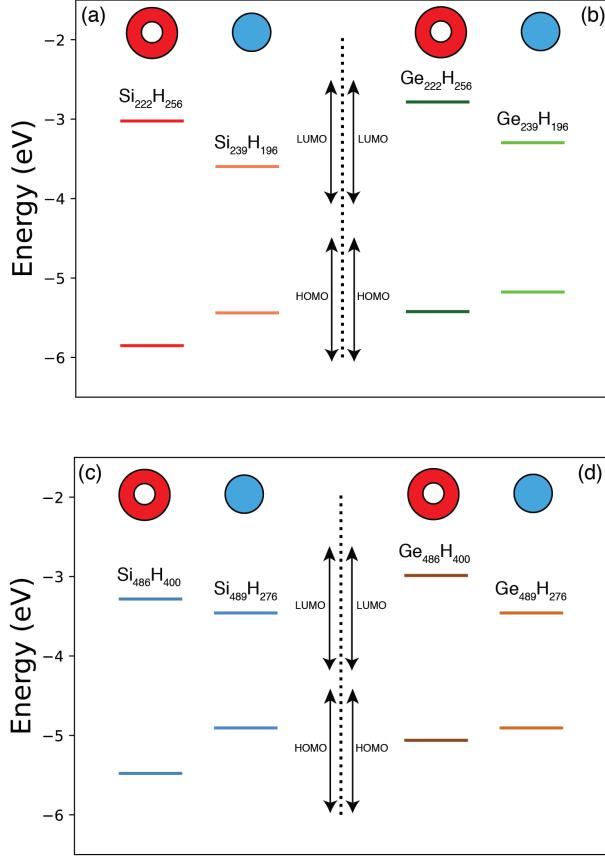 (a)
(b)
Energy (eV)
−2
−3
−4
−5
−6
Si222H256
Si239H196
Ge222H256
Ge239H196
LUMO
LUMO
HOMO
HOMO
(c)
(d)
Energy (eV)
−2
−3
−4
−5
−6
Si486H400
Si489H276
Ge486H400
Ge489H276
LUMO
LUMO
HOMO
HOMO